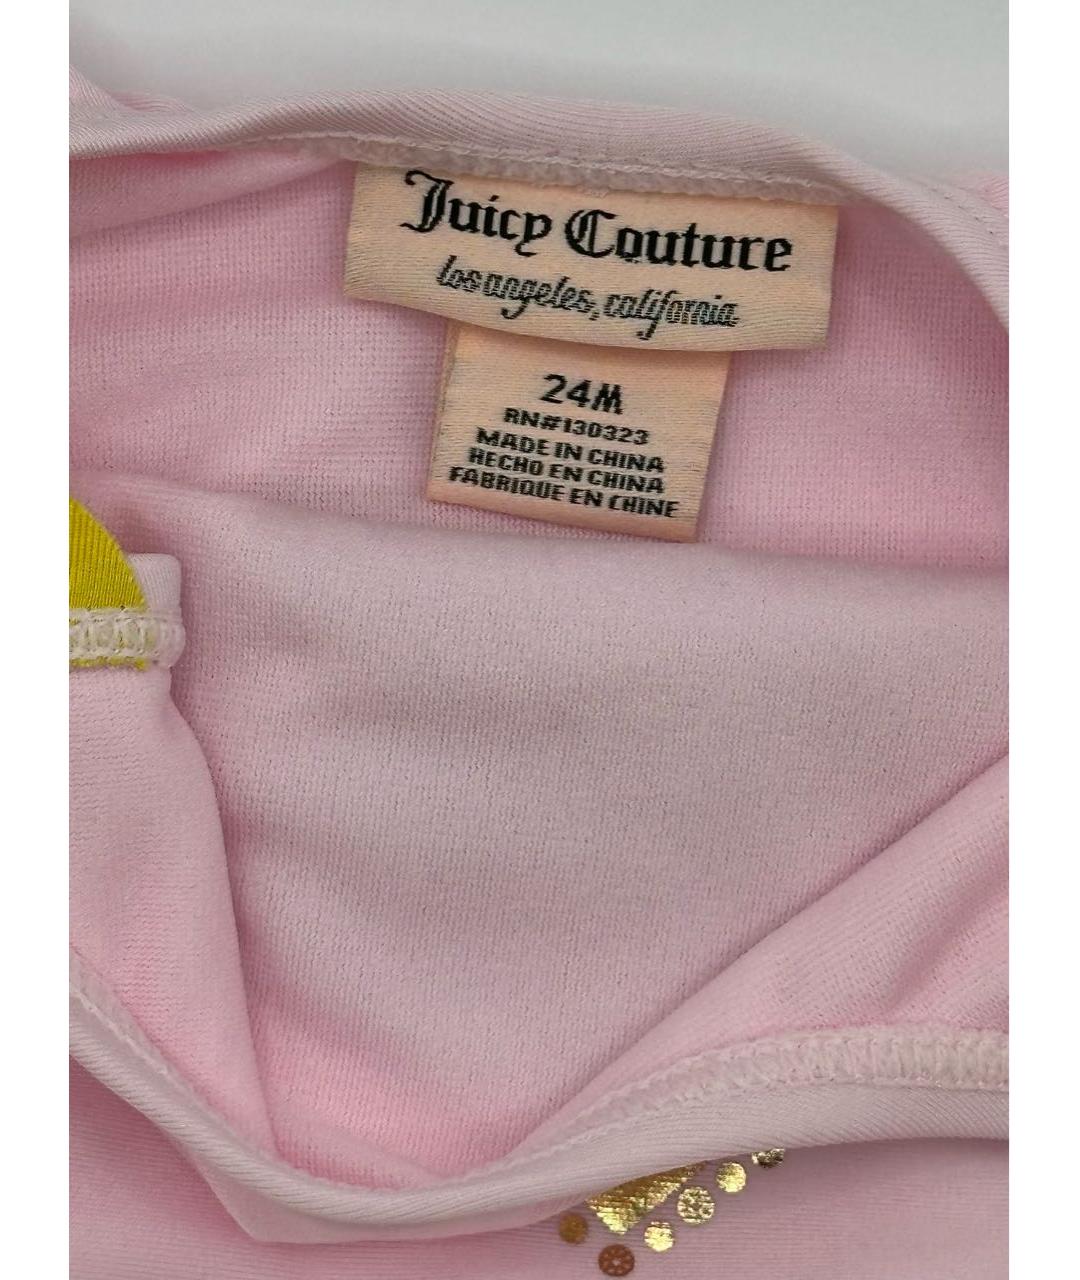 Juicy Couture
los angeles, california
24M
RN#130323
MADE IN CHINA
HECHO EN CHINA
FABRIQUE EN CHINE